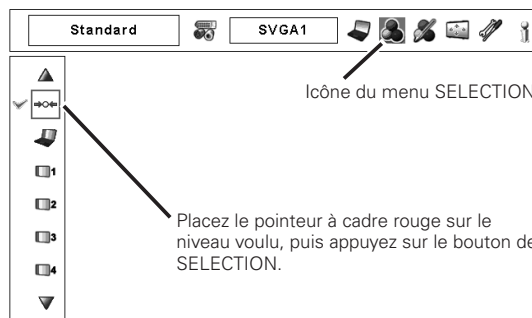 Standard
SVGA1
Icône du menu SELECTION
1
2
3
4
Placez le pointeur à cadre rouge sur le
niveau voulu, puis appuyez sur le bouton de
SELECTION.